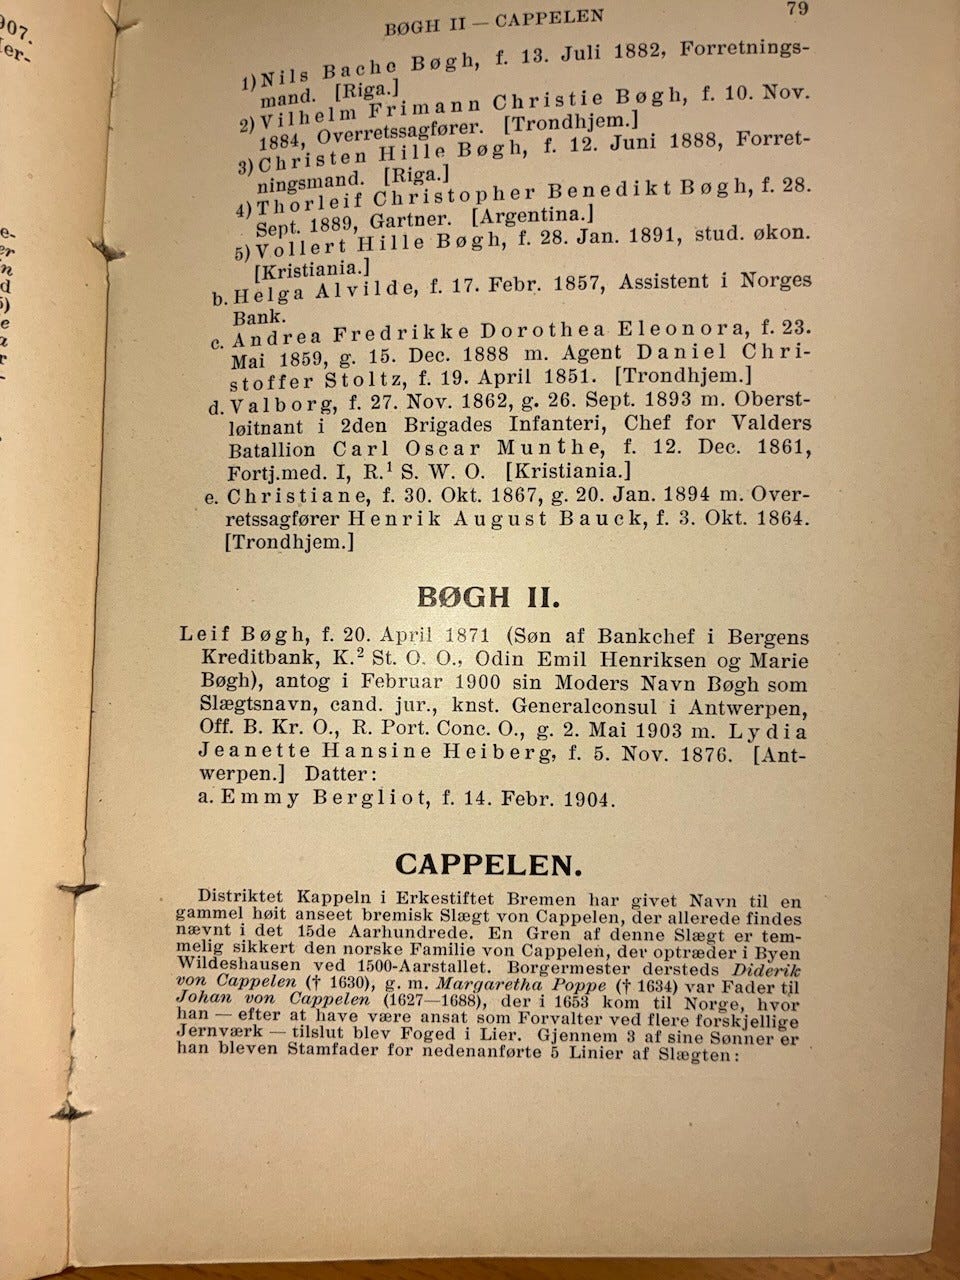 907.
er-
e-
er
n
d
5)
e
a
r
-
BØGH II — CAPPELEN
79
1) Nils Bache Bøgh, f. 13. Juli 1882, Forretnings-
mand. [Riga.]
2) Vilhelm Frimann Christie Bøgh, f. 10. Nov.
1884, Overretssagfører. [Trondhjem.]
3) Christen Hille Bøgh, f. 12. Juni 1888, Forret-
ningsmand. [Riga.]
4) Thorleif Christopher Benedikt Bøgh, f. 28.
Sept. 1889, Gartner. [Argentina.]
5) Vollert Hille Bøgh, f. 28. Jan. 1891, stud. økon.
[Kristiania.]
b. Helga Alvilde, f. 17. Febr. 1857, Assistent i Norges
Bank.
c. Andrea Fredrikke Dorothea Eleonora, f. 23.
Mai 1859, g. 15. Dec. 1888 m. Agent Daniel Chri-
stoffer Stoltz, f. 19. April 1851. [Trondhjem.]
d. Valborg, f. 27. Nov. 1862, g. 26. Sept. 1893 m. Oberst-
løitnant i 2den Brigades Infanteri, Chef for Valders
Batallion Carl Oscar Munthe, f. 12. Dec. 1861,
Fortj.med. I, R.¹ S. W. O. [Kristiania.]
e. Christiane, f. 30. Okt. 1867, g. 20. Jan. 1894 m. Over-
retssagfører Henrik August Bauck, f. 3. Okt. 1864.
[Trondhjem.]
BØGH II.
Leif Bøgh, f. 20. April 1871 (Søn af Bankchef i Bergens
Kreditbank, K.² St. O. O., Odin Emil Henriksen og Marie
Bøgh), antog i Februar 1900 sin Moders Navn Bøgh som
Slægtsnavn, cand. jur., knst. Generalconsul i Antwerpen,
Off. B. Kr. O., R. Port. Conc. O., g. 2. Mai 1903 m. Lydia
Jeanette Hansine Heiberg, f. 5. Nov. 1876. [Ant-
werpen.] Datter:
a. Emmy Bergliot, f. 14. Febr. 1904.
CAPPELEN.
Distriktet Kappeln i Erkestiftet Bremen har givet Navn til en
gammel høit anseet bremisk Slægt von Cappelen, der allerede findes
nævnt i det 15de Aarhundrede. En Gren af denne Slægt er tem-
melig sikkert den norske Familie von Cappelen, der optræder i Byen
Wildeshausen ved 1500-Aarstallet. Borgermester dersteds Diderik
von Cappelen († 1630), g. m. Margaretha Poppe († 1634) var Fader til
Johan von Cappelen (1627—1688), der i 1653 kom til Norge, hvor
han — efter at have være ansat som Forvalter ved flere forskjellige
Jernværk — tilslut blev Foged i Lier. Gjennem 3 af sine Sønner er
han bleven Stamfader for nedenanførte 5 Linier af Slægten: